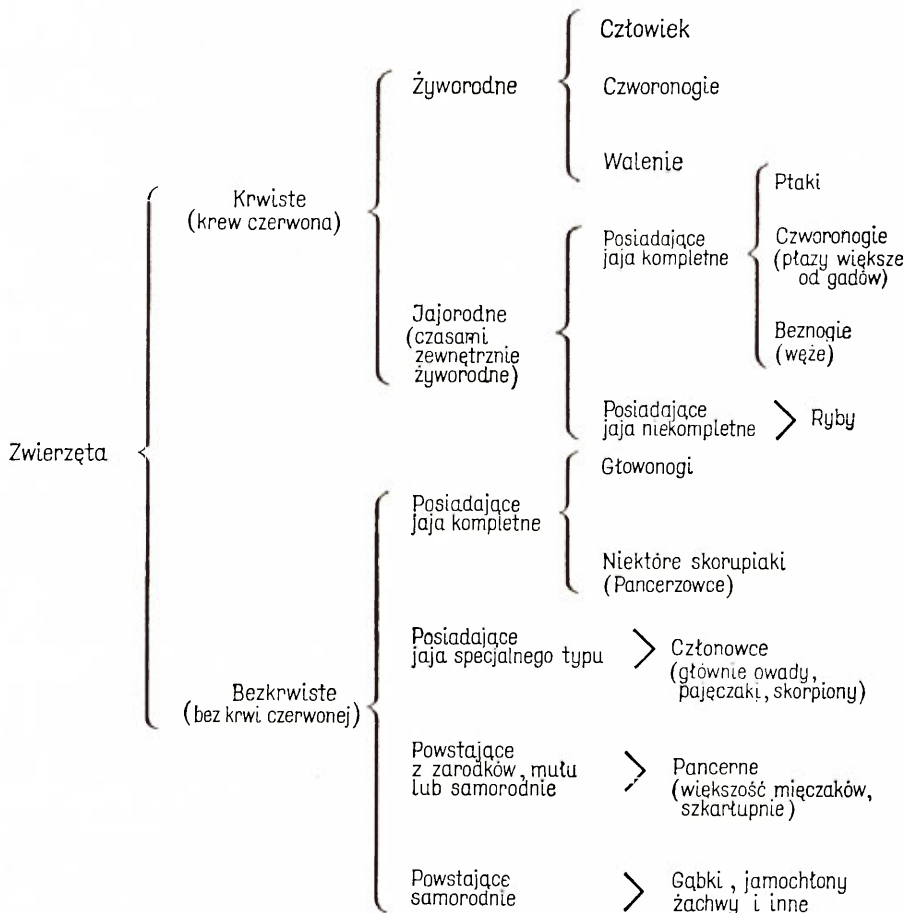 Zwierzęta
Krwiste
(krew czerwona)
Żyworodne
Człowiek
Czworonogie
Walenie
Jajorodne
(czasami
zewnętrznie
żyworodne)
Posiadające
jaja kompletne
Ptaki
Czworonogie
(płazy większe
od gadów)
Beznogie
(węże)
Posiadające
jaja niekompletne
Ryby
Bezkrwiste
(bez krwi czerwonej)
Posiadające
jaja kompletne
Głowonogi
Niektóre skorupiaki
(Pancerzowce)
Posiadające
jaja specjalnego typu
Członowce
(głównie owady,
pajęczaki, skorpiony)
Powstające
z zarodków, mułu
lub samorodnie
Pancerne
(większość mięczaków,
szkarłupnie)
Powstające
samorodnie
Gąbki, jamochłony
żachwy i inne